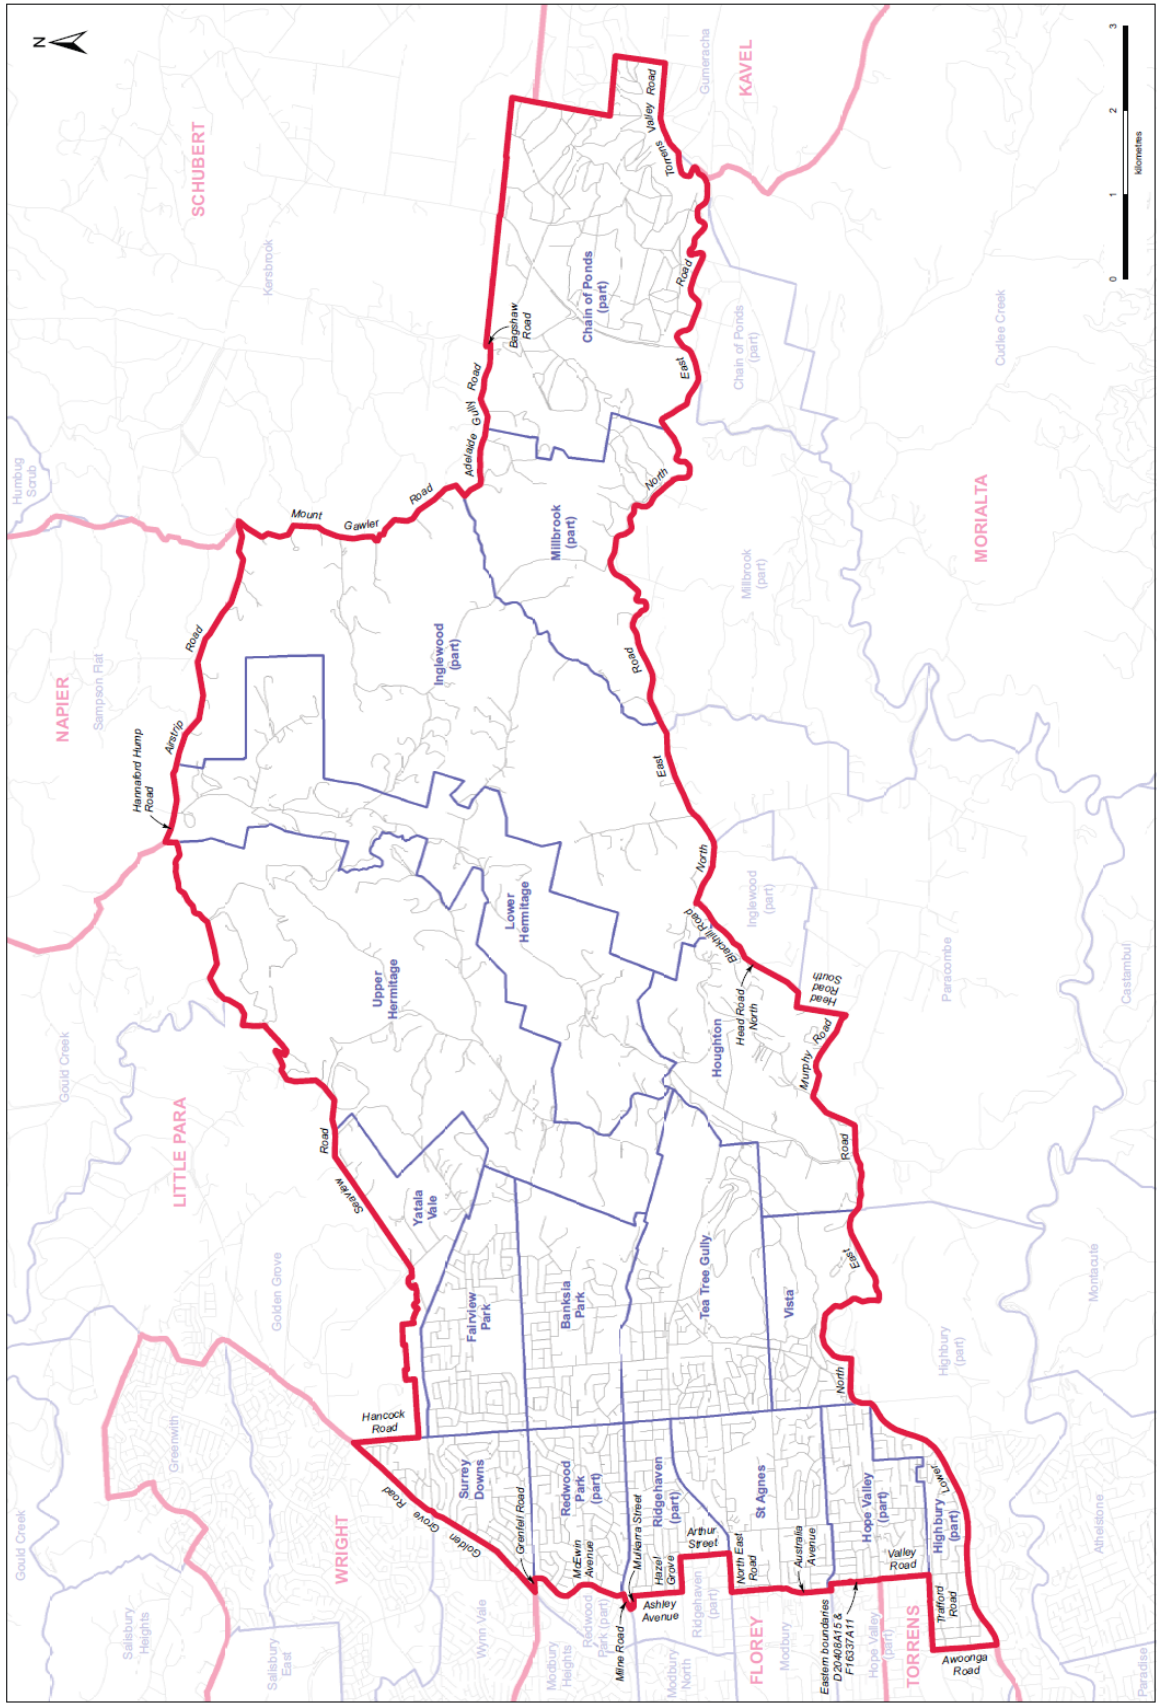 N
SCHUBERT
KAVEL
Gumeracha
3
2
1
0
kilometres
Kersbrook
Torrens
Valley
Road
Chain of Ponds
(part)
Bagshaw
Road
Adelaide
Gully
Road
East
Road
Chain of Ponds
(part)
Cudlee Creek
Humbug
Scrub
Mount
Gawler
Road
Millbrook
(part)
North
MORIALTA
Millbrook
(part)
NAPIER
Sampson Flat
Airstrip
Road
Hannaford Hump
Road
Inglewood
(part)
Road
East
North
Inglewood
(part)
Lower
Hermitage
Upper
Hermitage
Blackhill Road
Head Road
North
Head
Road
South
Paracombe
Castambul
Houghton
Murphy
Road
Gould Creek
LITTLE PARA
Seaview
Road
Yatala
Vale
Golden Grove
Fairview
Park
Banksia
Park
Tea Tree Gully
Vista
Road
East
North
Montacute
Highbury
(part)
Greenwith
Hancock
Road
Golden
Grove
Road
Surrey
Downs
Grenfell Road
Redwood
Park
(part)
McEwin
Avenue
Ridgehaven
(part)
Mulkarra Street
Hazel
Grove
Arthur
Street
St Agnes
North East
Road
Australia
Avenue
Hope Valley
(part)
Valley
Road
Highbury
(part)
Lower
Trafford
Road
Athelstone
Gould Creek
WRIGHT
Salisbury
Heights
Salisbury
East
Wynn Vale
Modbury
Heights
Redwood
Park (part)
Milne Road
Ashley
Avenue
Modbury
North
Ridgehaven
(part)
FLOREY
Modbury
Eastern boundaries
D20408A15 &
F16337A11
Hope Valley
(part)
TORRENS
Awoonga
Road
Paradise